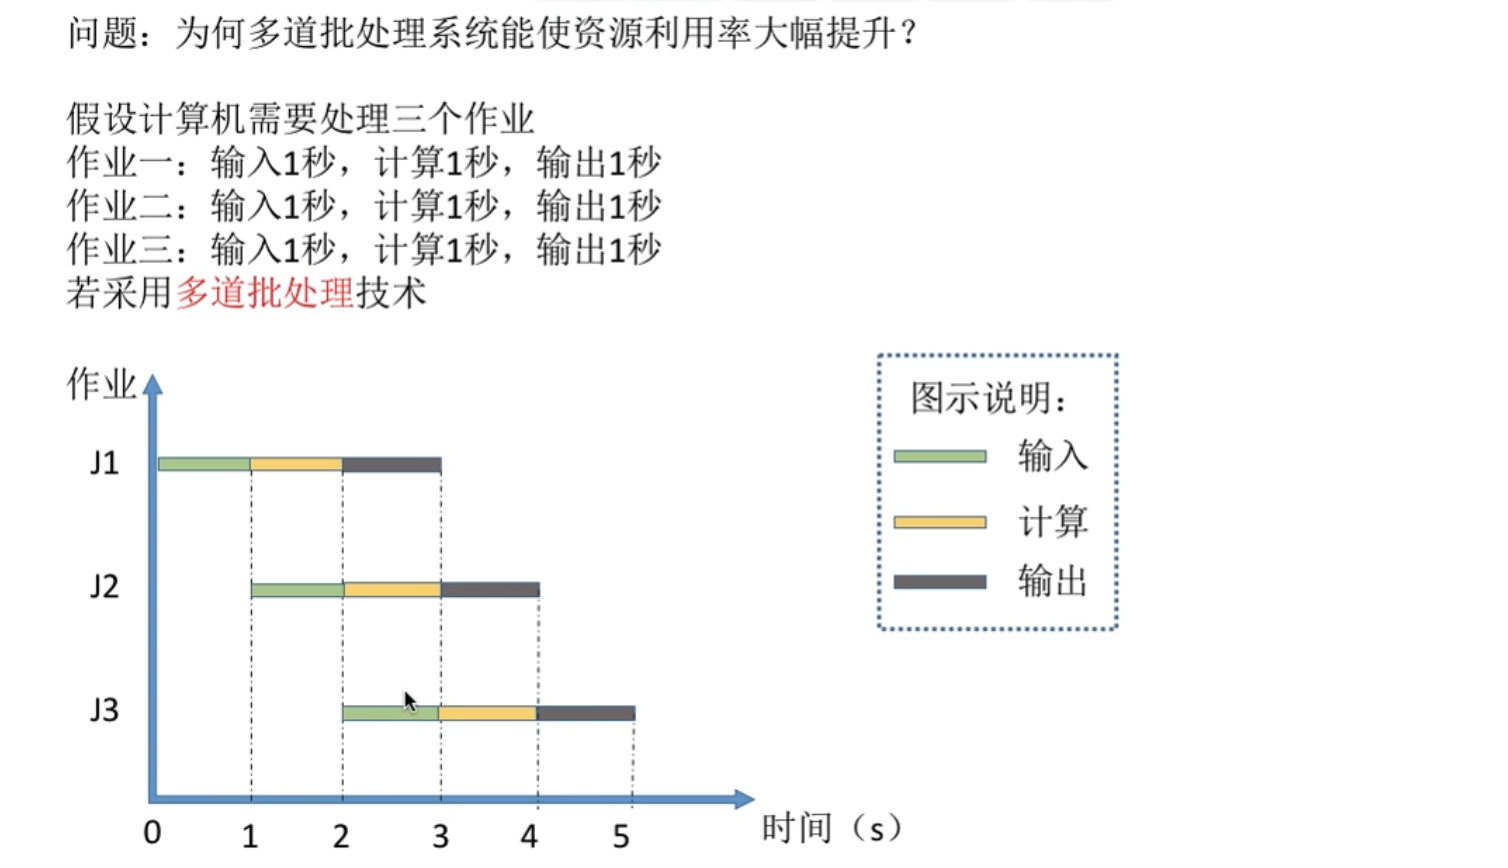 问题：为何多道批处理系统能使资源利用率大幅提升？
假设计算机需要处理三个作业
作业一：输入1秒，计算1秒，输出1秒
作业二：输入1秒，计算1秒，输出1秒
作业三：输入1秒，计算1秒，输出1秒
若采用多道批处理技术
作业
J1
J2
J3
0 1 2 3 4 5
时间（s）
图示说明：
输入
计算
输出